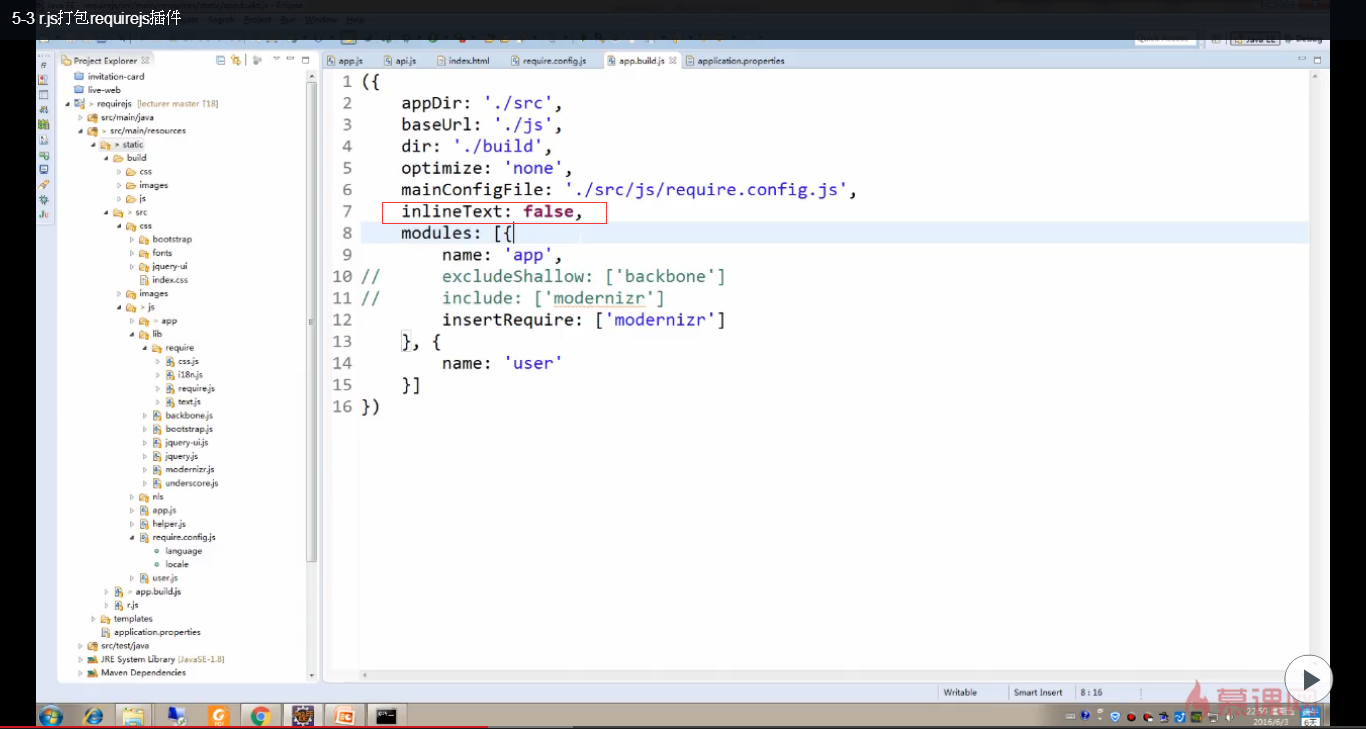 5-3 r.js打包requirejs插件
Project Explorer
app.js
api.js
index.html
require.config.js
app.build.js
application.properties
invitation-card
live-web
> requirejs [lecturer master ↑18]
src/main/java
> src/main/resources
> static
build
css
images
js
> src
css
bootstrap
fonts
jquery-ui
index.css
images
> js
> app
lib
require
css.js
i18n.js
require.js
text.js
backbone.js
bootstrap.js
jquery-ui.js
jquery.js
modernizr.js
underscore.js
nls
app.js
helper.js
require.config.js
language
locale
user.js
> app.build.js
r.js
templates
application.properties
src/test/java
JRE System Library [JavaSE-1.8]
Maven Dependencies
1 ({
2 appDir: './src',
3 baseUrl: './js',
4 dir: './build',
5 optimize: 'none',
6 mainConfigFile: './src/js/require.config.js',
7 inlineText: false,
8 modules: [{
9 name: 'app',
10 // excludeShallow: ['backbone']
11 // include: ['modernizr']
12 insertRequire: ['modernizr']
13 }, {
14 name: 'user'
15 }]
16 })
Writable
Smart Insert
8 : 16
慕课网
2016/6/3